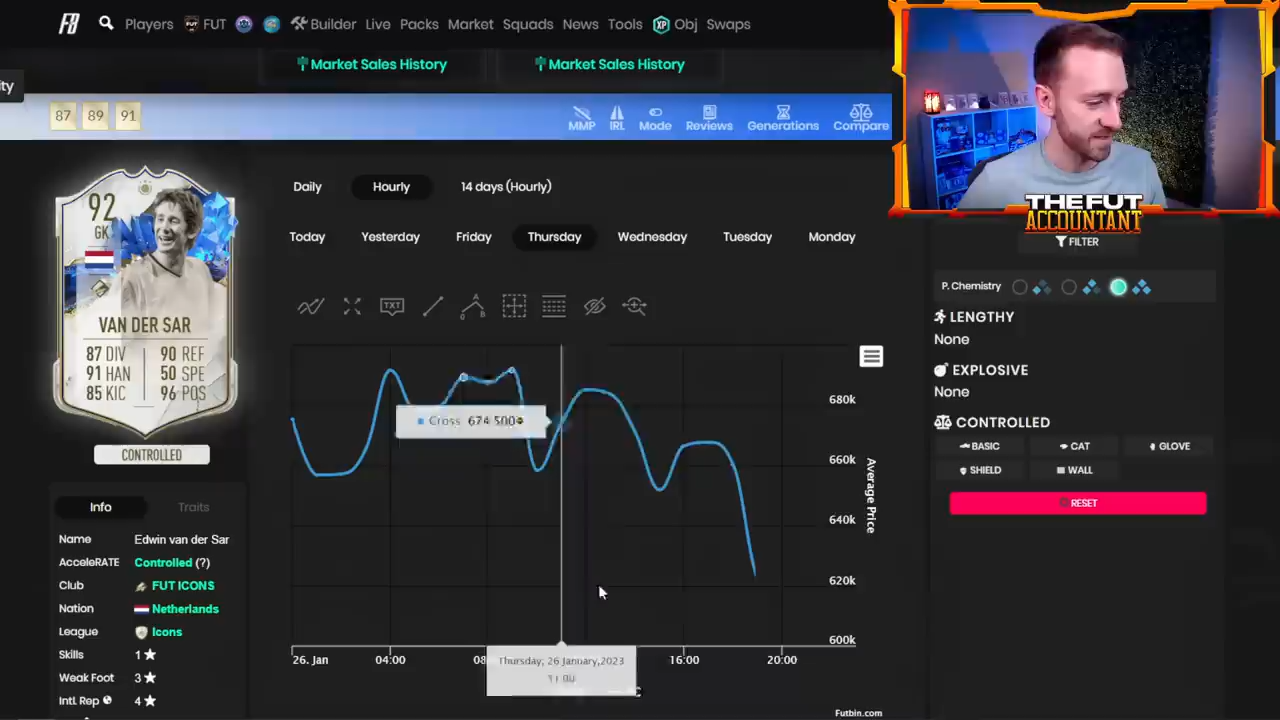 F8 Players FUT Builder Live Packs Market Squads News Tools XP Obj Swaps
Market Sales History Market Sales History
ity
87 89 91
MMP IRL Mode Reviews Generations Compare
THE FUT
ACCOUNTANT
92
GK
VAN DER SAR
87 DIV 90 REF
91 HAN 50 SPE
85 KIC 96 POS
CONTROLLED
Info Traits
Name Edwin van der Sar
AcceleRATE Controlled (?)
Club FUT ICONS
Nation Netherlands
League Icons
Skills 1
Weak Foot 3
Intl. Rep 4
Daily Hourly 14 days (Hourly)
Today Yesterday Friday Thursday Wednesday Tuesday Monday
TXT
Cross 674 500
680k
660k
640k
620k
600k
Average Price
26. Jan 04:00 08 16:00 20:00
Thursday, 26 January,2023
Futbin.com
FILTER
P. Chemistry
LENGTHY
None
EXPLOSIVE
None
CONTROLLED
BASIC CAT GLOVE
SHIELD WALL
RESET